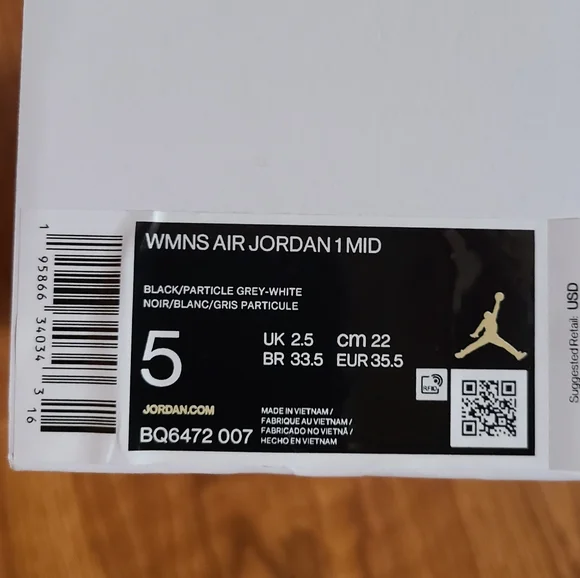 WMNS AIR JORDAN 1 MID
BLACK/PARTICLE GREY-WHITE
NOIR/BLANC/GRIS PARTICULE
5
UK 2.5 cm 22
BR 33.5 EUR 35.5
RFID
JORDAN.COM
BQ6472 007
MADE IN VIETNAM /
FABRIQUE AU VIETNAM /
FABRICADO NO VIETNÃ /
HECHO EN VIETNAM
1 95866 34034 3 16
Suggested Retail: USD